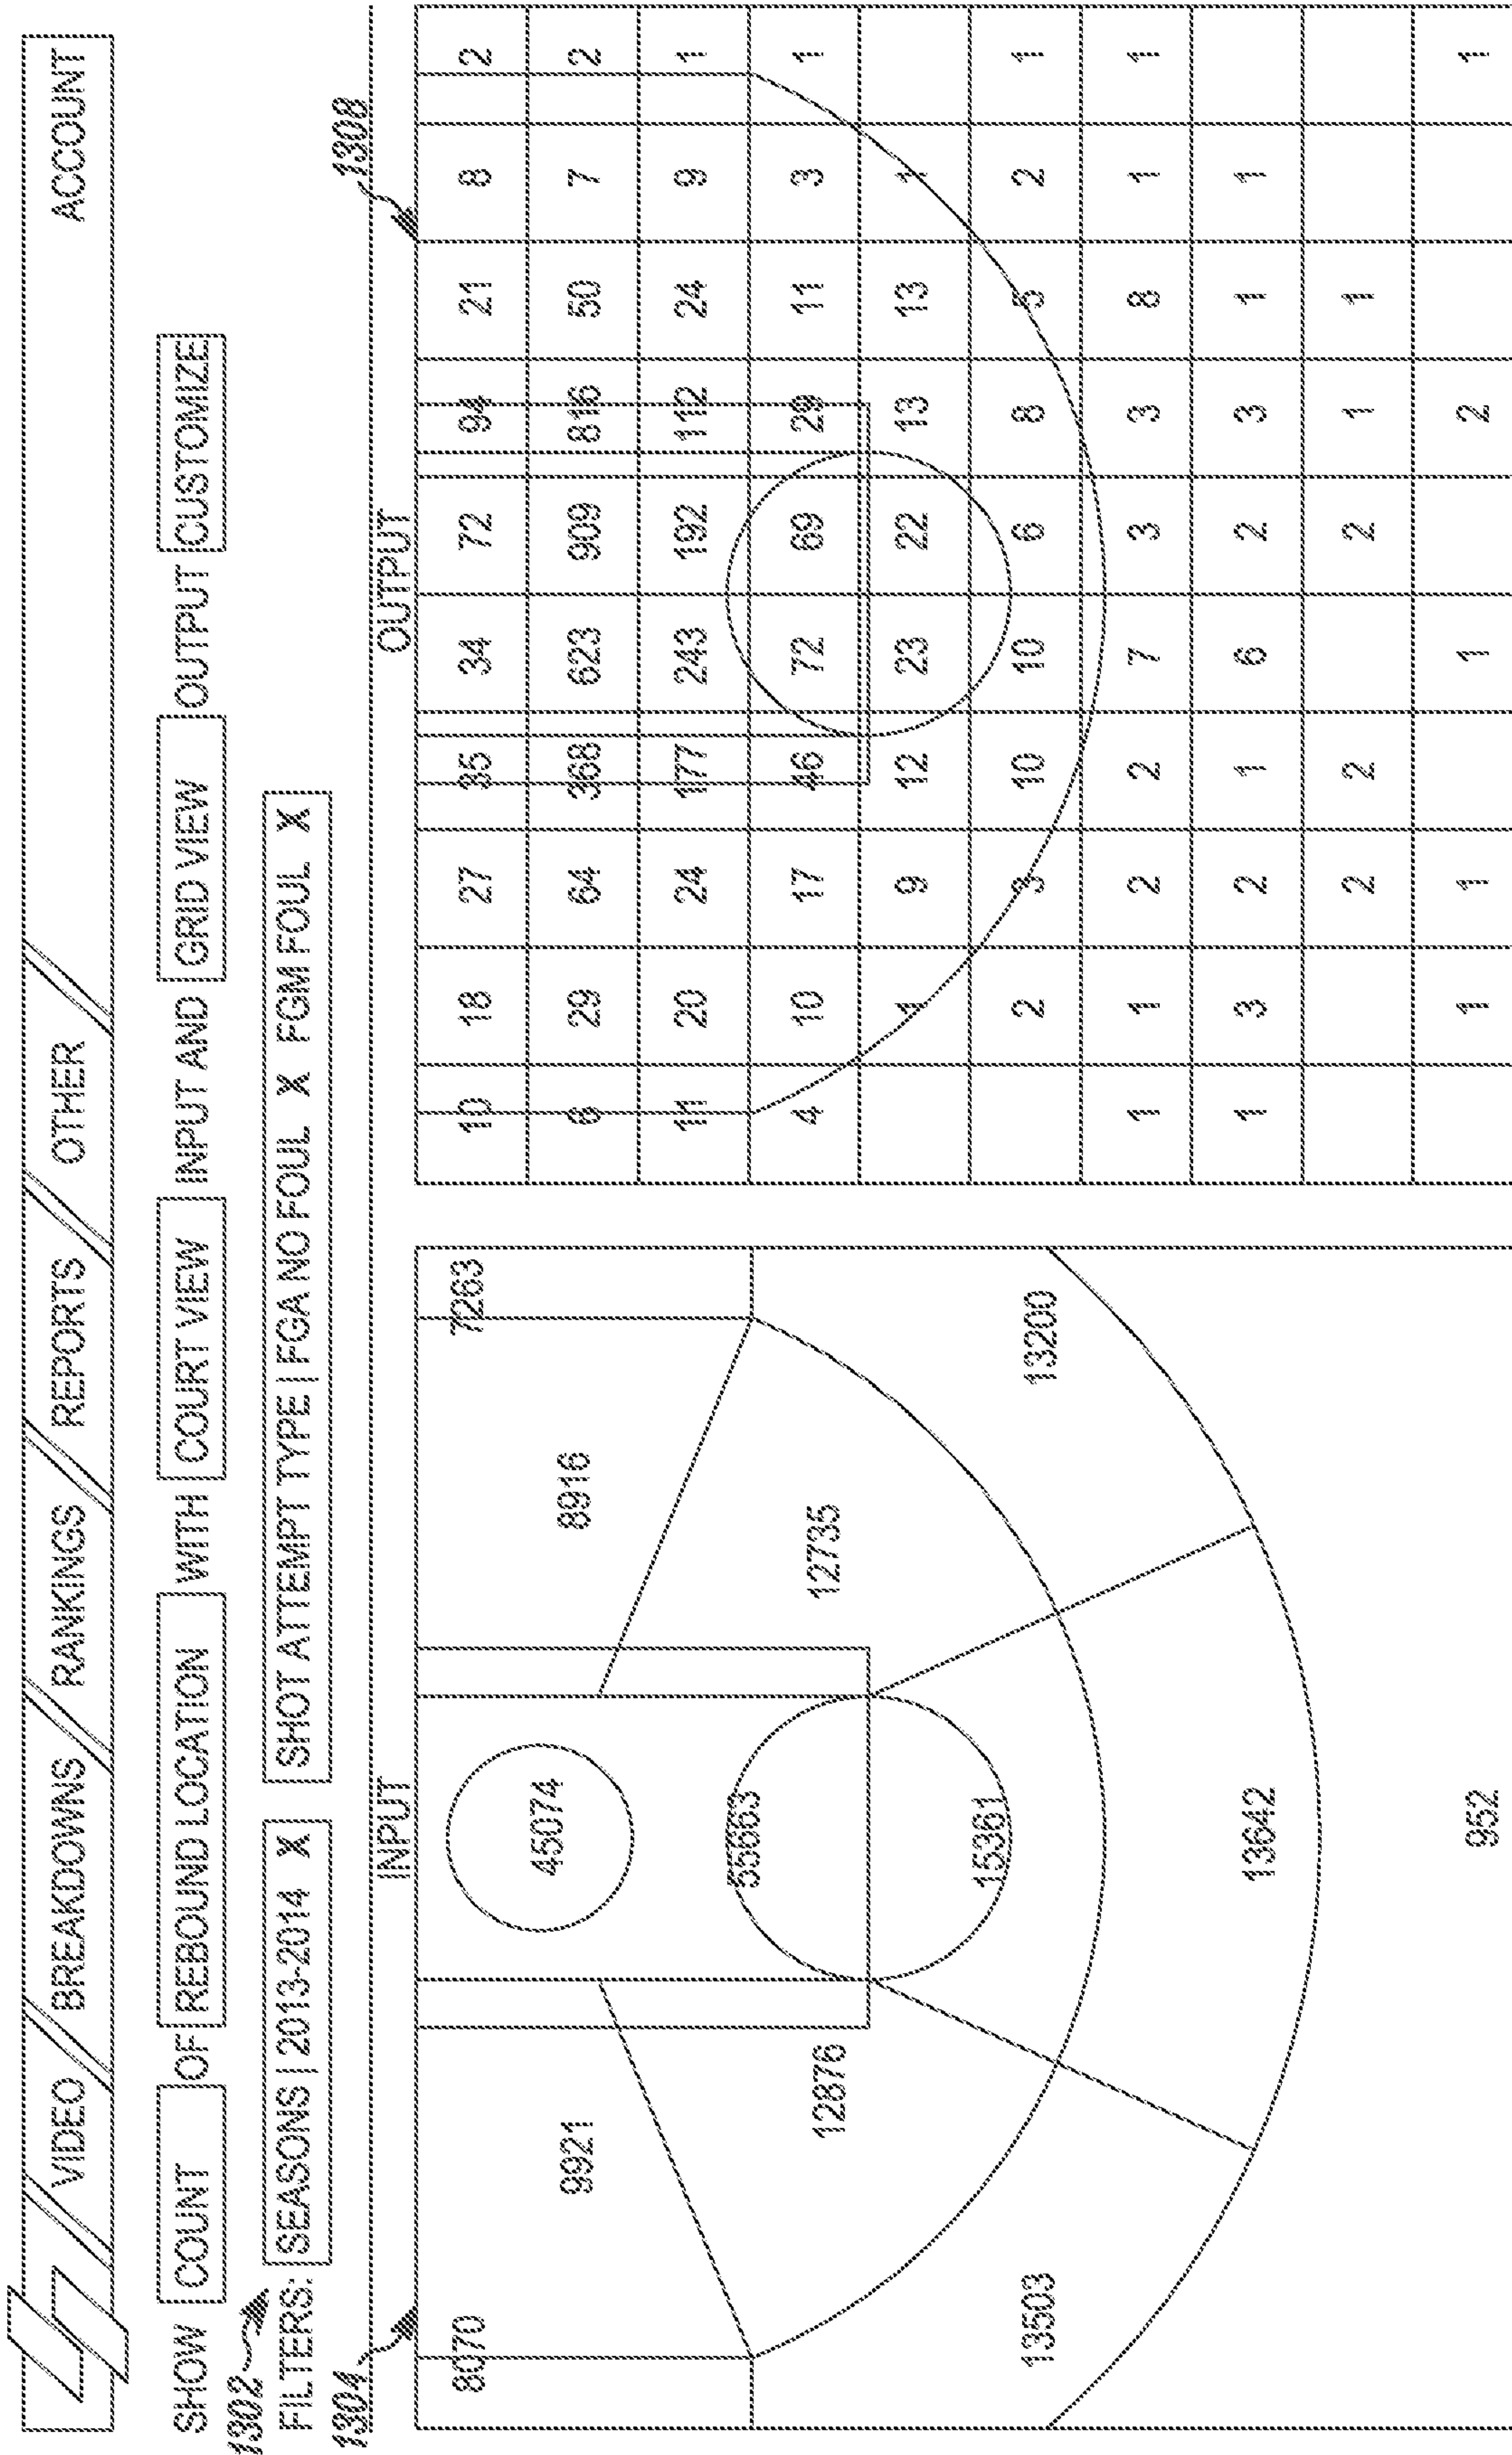 VIDEO BREAKDOWNS RANKINGS REPORTS OTHER ACCOUNT
SHOW COUNT OF REBOUND LOCATION WITH COURT VIEW INPUT AND GRID VIEW OUTPUT CUSTOMIZE
1302
FILTERS: SEASONS | 2013-2014 X SHOT ATTEMPT TYPE | FGA NO FOUL X FGM FOUL X
1304
INPUT
8070 7263
9921 45074 8916
55663
12876 12735
15361
13503 13200
13642
952
1308
OUTPUT
10 18 27 35 34 72 94 21 8 2
6 29 64 368 623 909 816 50 7 2
11 20 24 177 243 192 112 24 9 1
4 10 17 46 72 69 29 11 3 1
1 9 12 23 22 13 13 1
2 3 10 10 6 8 5 2 1
1 1 2 2 7 3 3 8 1 1
1 3 2 1 6 2 3 1 1
2 2 2 1 1
1 1 1 2 1